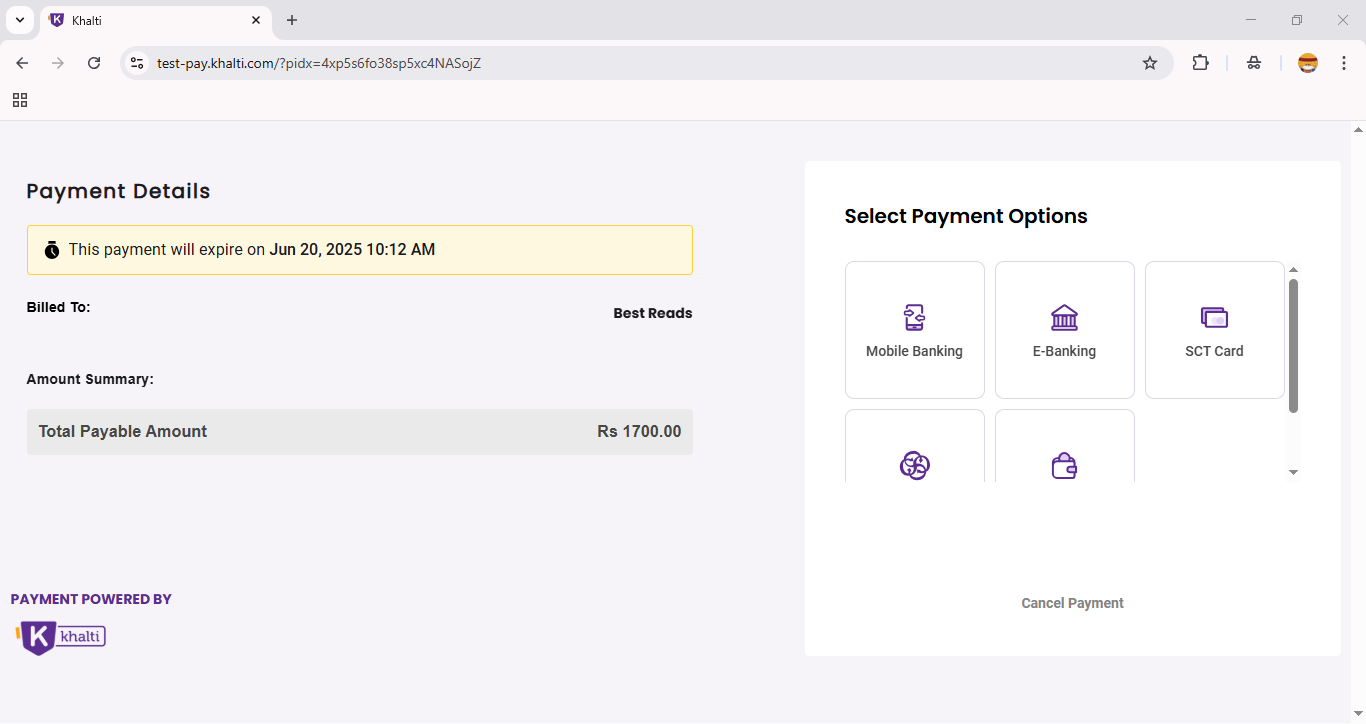 Khalti
test-pay.khalti.com/?pidx=4xp5s6fo38sp5xc4NASojZ
Payment Details
This payment will expire on Jun 20, 2025 10:12 AM
Billed To:
Best Reads
Amount Summary:
Total Payable Amount Rs 1700.00
PAYMENT POWERED BY
K khalti
Select Payment Options
Mobile Banking
E-Banking
SCT Card
Cancel Payment